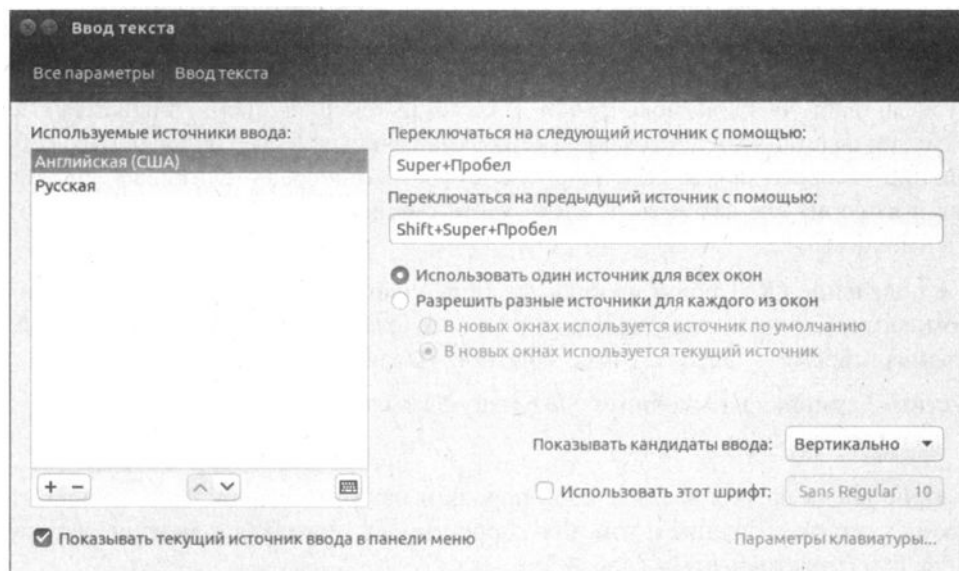 Ввод текста
Все параметры Ввод текста
Используемые источники ввода:
Английская (США)
Русская
Переключаться на следующий источник с помощью:
Super+Пробел
Переключаться на предыдущий источник с помощью:
Shift+Super+Пробел
Использовать один источник для всех окон
Разрешить разные источники для каждого из окон
В новых окнах используется источник по умолчанию
В новых окнах используется текущий источник
Показывать кандидаты ввода: Вертикально
Использовать этот шрифт: Sans Regular 10
Показывать текущий источник ввода в панели меню
Параметры клавиатуры...